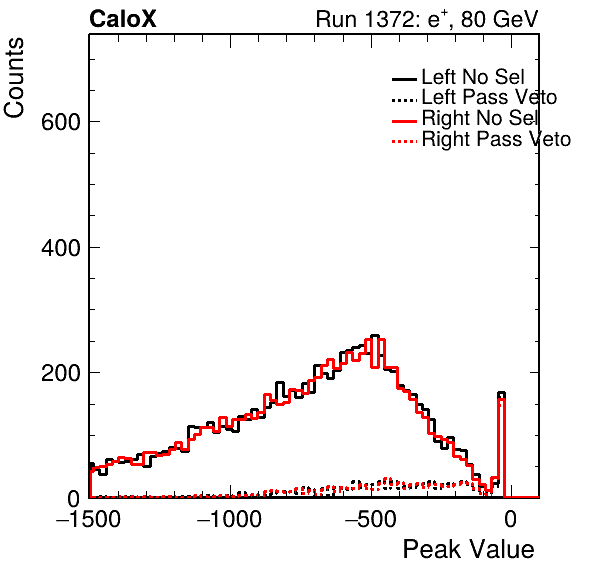 CaloX Run 1372: e⁺, 80 GeV
Counts
Left No Sel
Left Pass Veto
Right No Sel
Right Pass Veto
600
400
200
0
−1500 −1000 −500 0
Peak Value